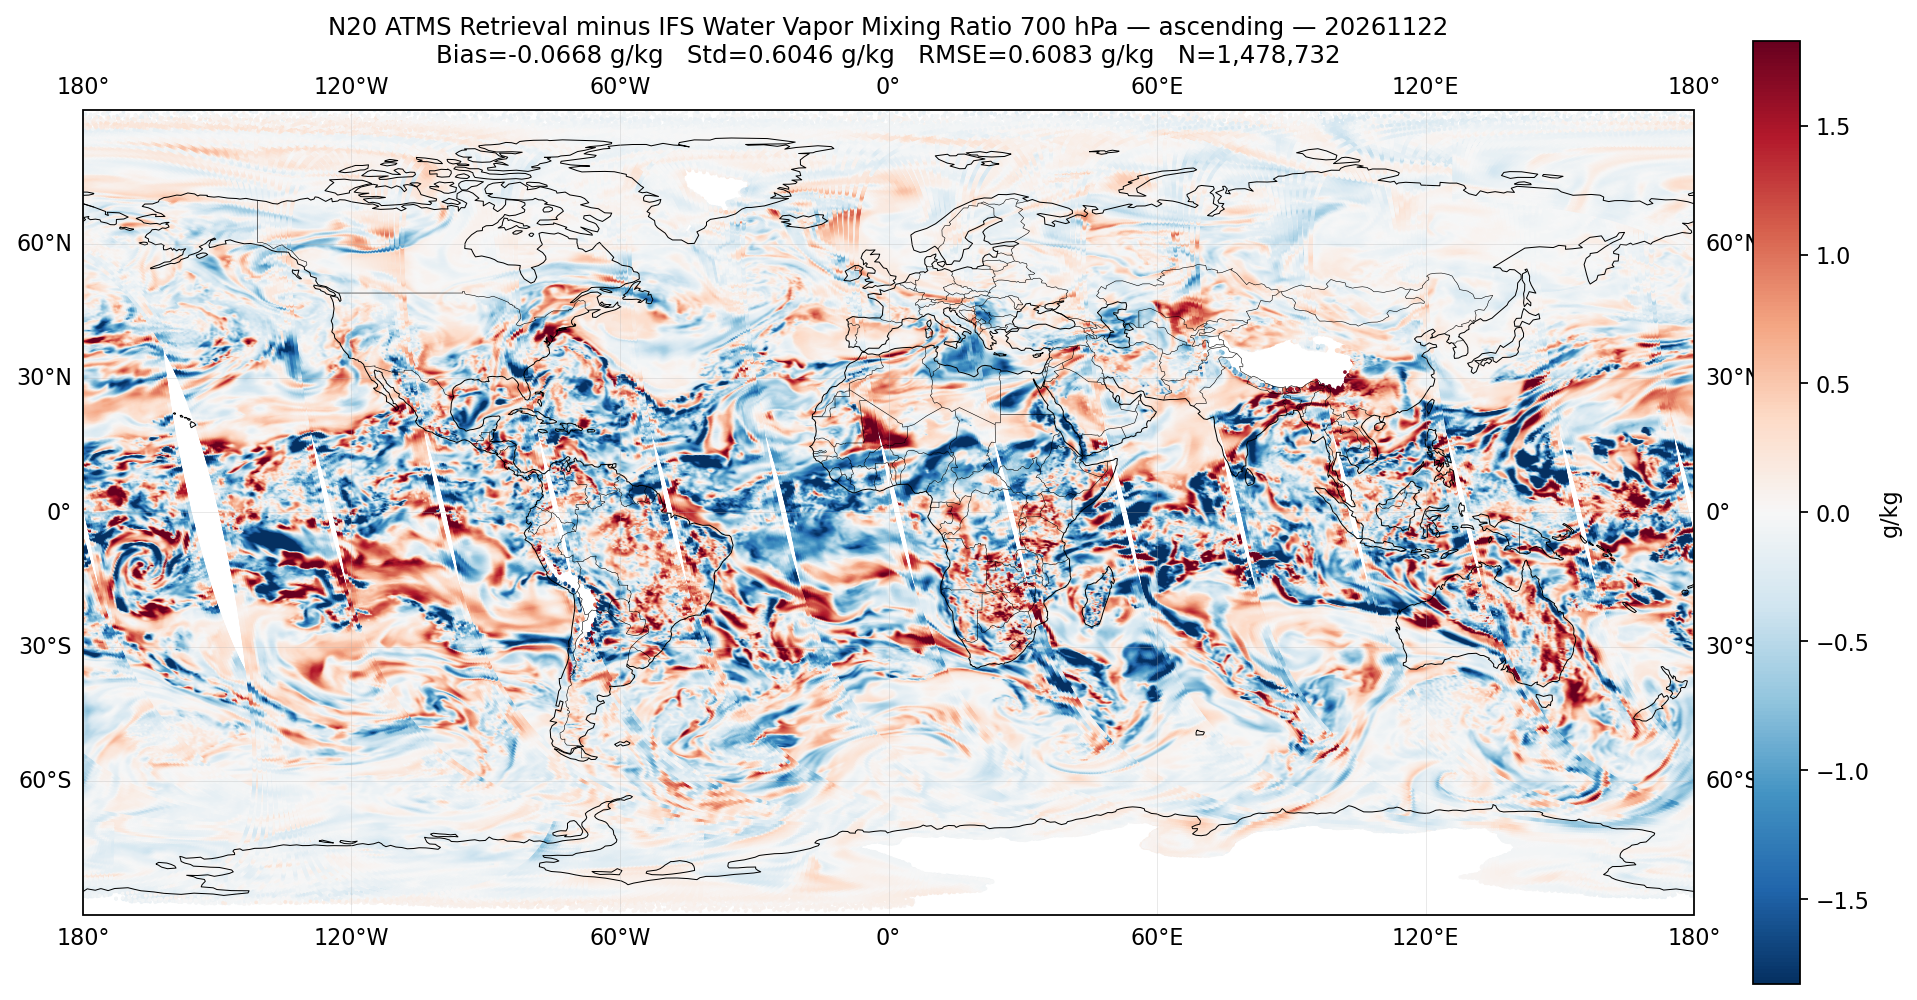 N20 ATMS Retrieval minus IFS Water Vapor Mixing Ratio 700 hPa — ascending — 20261122
Bias=-0.0668 g/kg   Std=0.6046 g/kg   RMSE=0.6083 g/kg   N=1,478,732
180° 120°W 60°W 0° 60°E 120°E 180°
60°N 60°N
30°N 30°N
0° 0°
30°S 30°S
60°S 60°S
180° 120°W 60°W 0° 60°E 120°E 180°
1.5
1.0
0.5
0.0
−0.5
−1.0
−1.5
g/kg